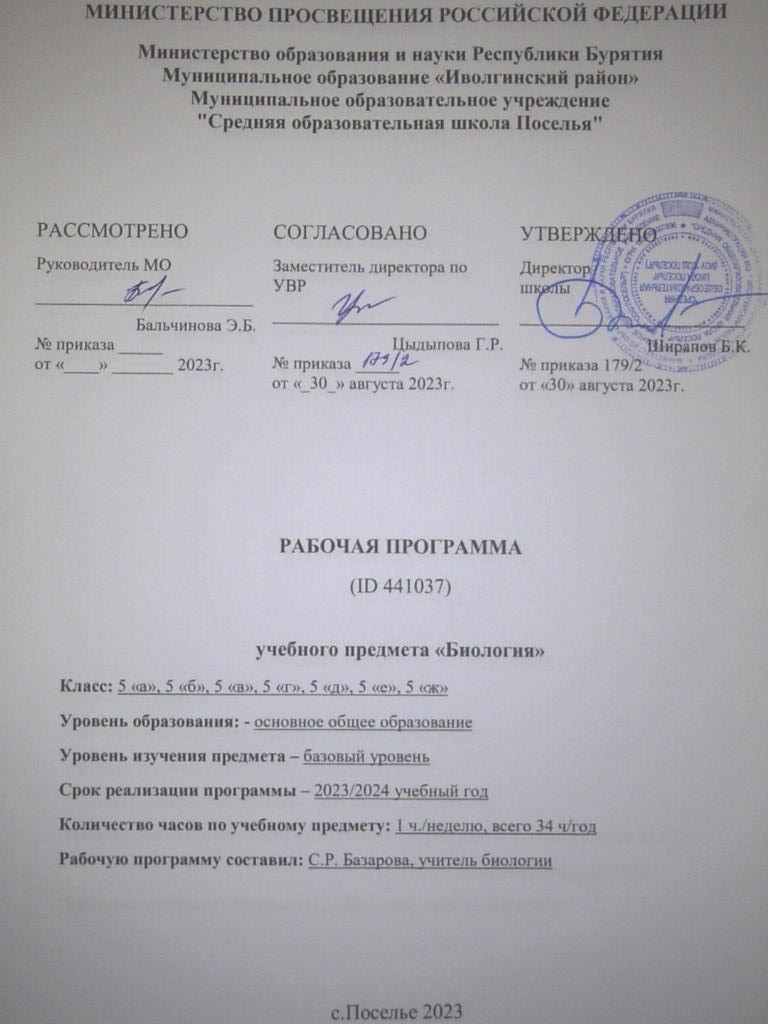 МИНИСТЕРСТВО ПРОСВЕЩЕНИЯ РОССИЙСКОЙ ФЕДЕРАЦИИ
Министерство образования и науки Республики Бурятия
Муниципальное образование «Иволгинский район»
Муниципальное образовательное учреждение
"Средняя образовательная школа Поселья"
РАССМОТРЕНО
Руководитель МО
Бальчинова Э.Б.
№ приказа _____
от «____» _______ 2023г.
СОГЛАСОВАНО
Заместитель директора по
УВР
Цыдыпова Г.Р.
№ приказа 179/2
от «_30_» августа 2023г.
УТВЕРЖДЕНО
Директор
школы
Ширапов Б.К.
№ приказа 179/2
от «30» августа 2023г.
РАБОЧАЯ ПРОГРАММА
(ID 441037)
учебного предмета «Биология»
Класс: 5 «а», 5 «б», 5 «в», 5 «г», 5 «д», 5 «е», 5 «ж»
Уровень образования: - основное общее образование
Уровень изучения предмета – базовый уровень
Срок реализации программы – 2023/2024 учебный год
Количество часов по учебному предмету: 1 ч./неделю, всего 34 ч/год
Рабочую программу составил: С.Р. Базарова, учитель биологии
с.Поселье 2023